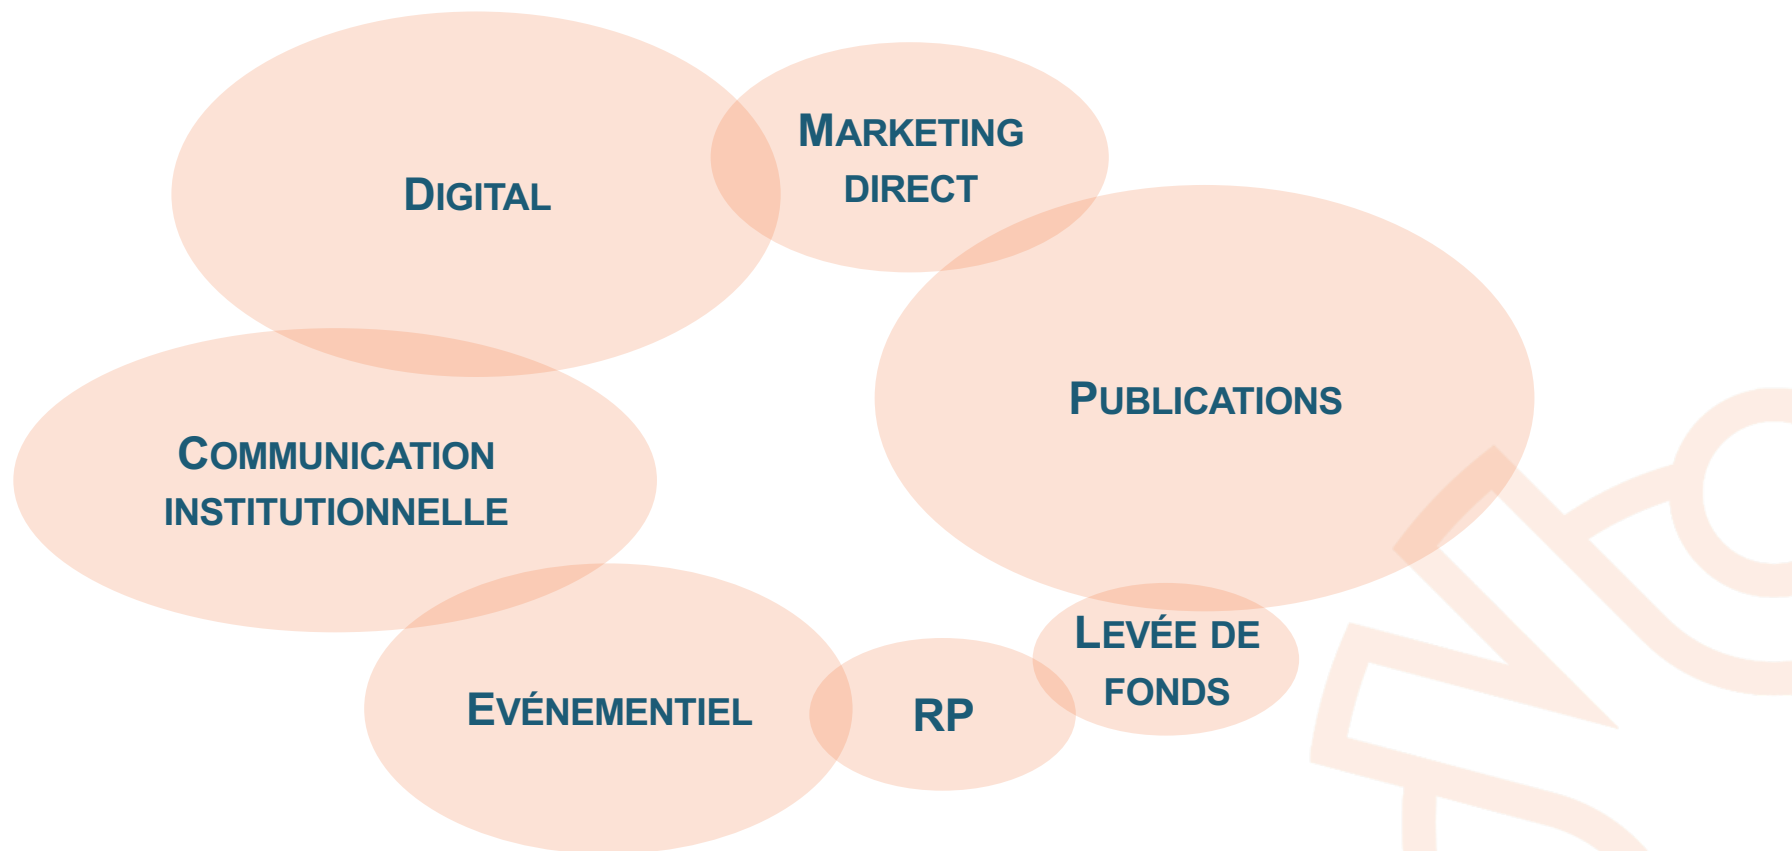 MARKETING
DIRECT
DIGITAL
PUBLICATIONS
COMMUNICATION
INSTITUTIONNELLE
LEVÉE DE
FONDS
EVÉNEMENTIEL
RP